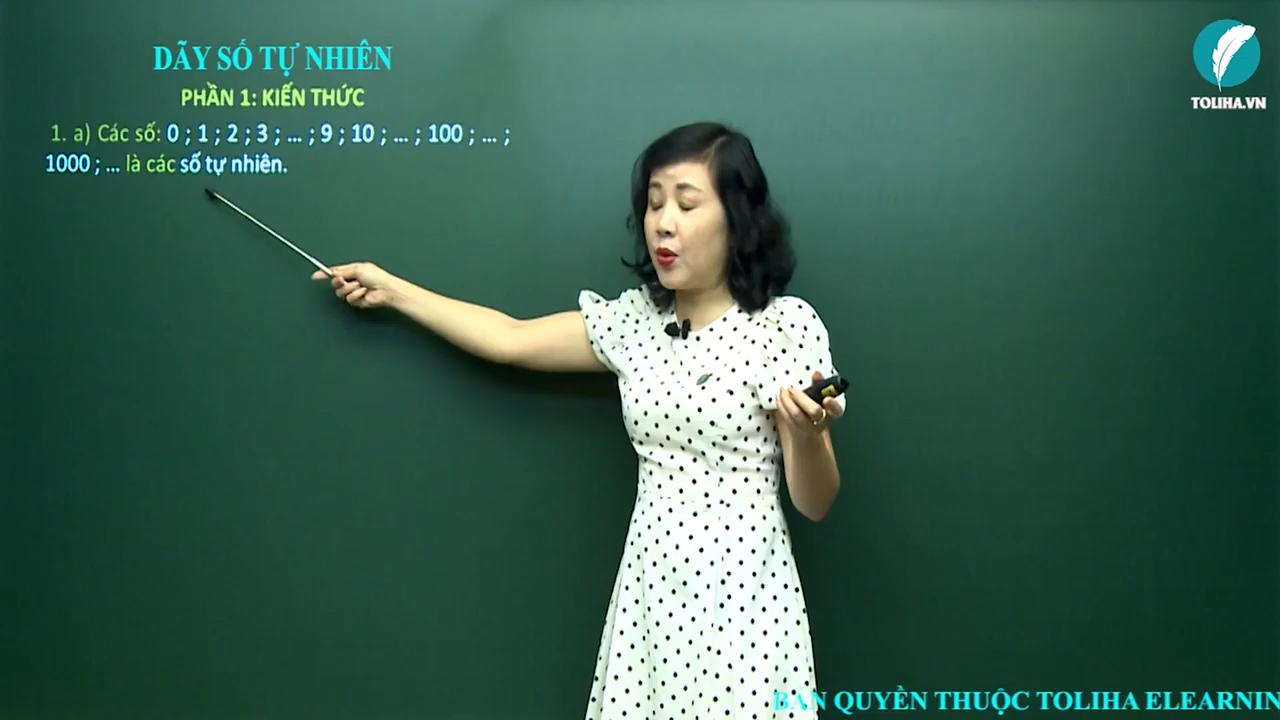 DÃY SỐ TỰ NHIÊN
PHẦN 1: KIẾN THỨC
1. a) Các số: 0 ; 1 ; 2 ; 3 ; ... ; 9 ; 10 ; ... ; 100 ; ... ;
1000 ; ... là các số tự nhiên.
TOLIHA.VN
BẢN QUYỀN THUỘC TOLIHA ELEARNIN